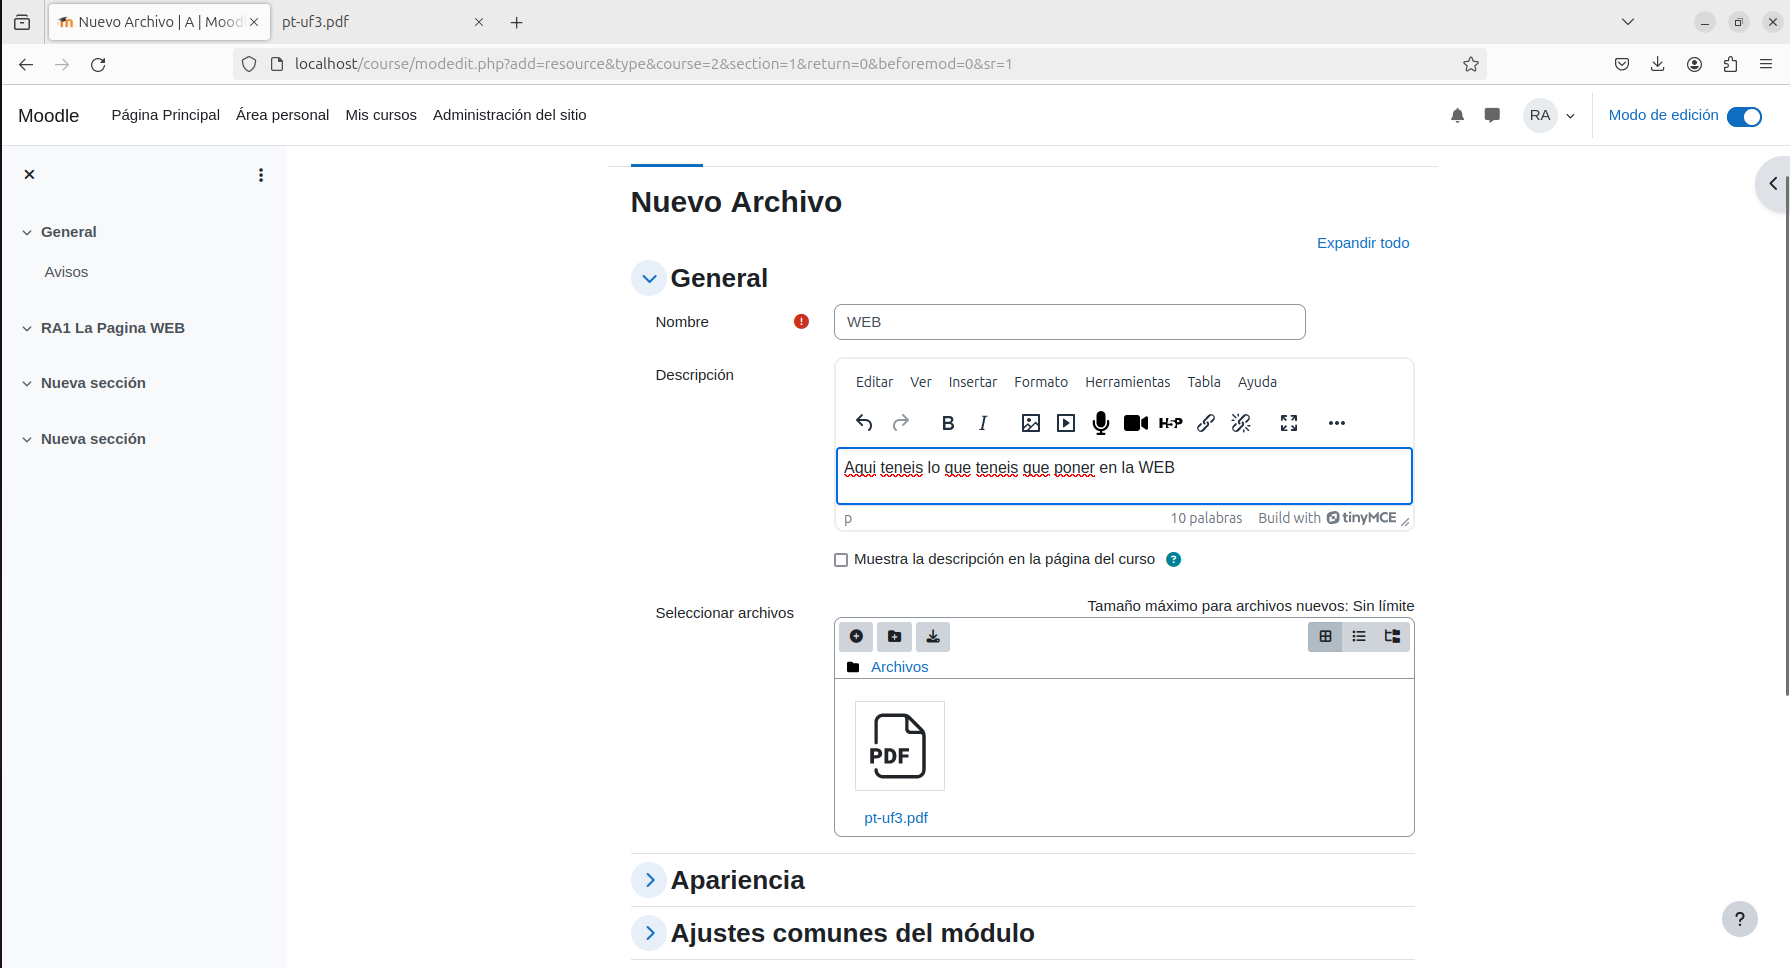 Nuevo Archivo | A | Mood
pt-uf3.pdf
localhost/course/modedit.php?add=resource&type&course=2&section=1&return=0&beforemod=0&sr=1
Moodle Página Principal Área personal Mis cursos Administración del sitio RA Modo de edición
General
Avisos
RA1 La Pagina WEB
Nueva sección
Nueva sección
Nuevo Archivo
Expandir todo
General
Nombre WEB
Descripción
Editar Ver Insertar Formato Herramientas Tabla Ayuda
B I H5P
Aqui teneis lo que teneis que poner en la WEB
p 10 palabras Build with tinyMCE
Muestra la descripción en la página del curso ?
Seleccionar archivos
Tamaño máximo para archivos nuevos: Sin límite
Archivos
PDF
pt-uf3.pdf
Apariencia
Ajustes comunes del módulo
?